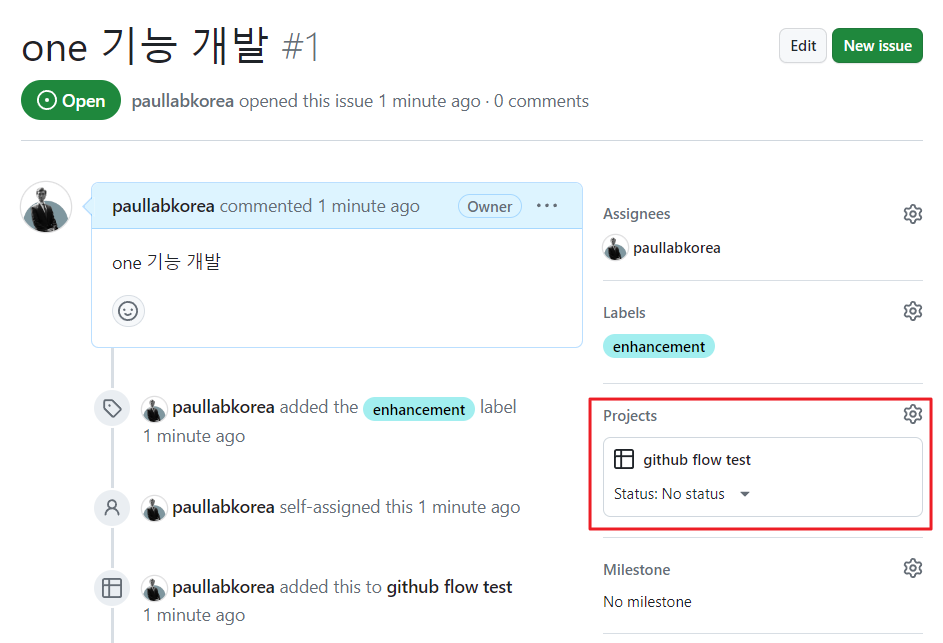 one 기능 개발 #1
Edit
New issue
Open
paullabkorea opened this issue 1 minute ago · 0 comments
paullabkorea commented 1 minute ago
Owner
one 기능 개발
paullabkorea added the enhancement label
1 minute ago
paullabkorea self-assigned this 1 minute ago
paullabkorea added this to github flow test
1 minute ago
Assignees
paullabkorea
Labels
enhancement
Projects
github flow test
Status: No status
Milestone
No milestone